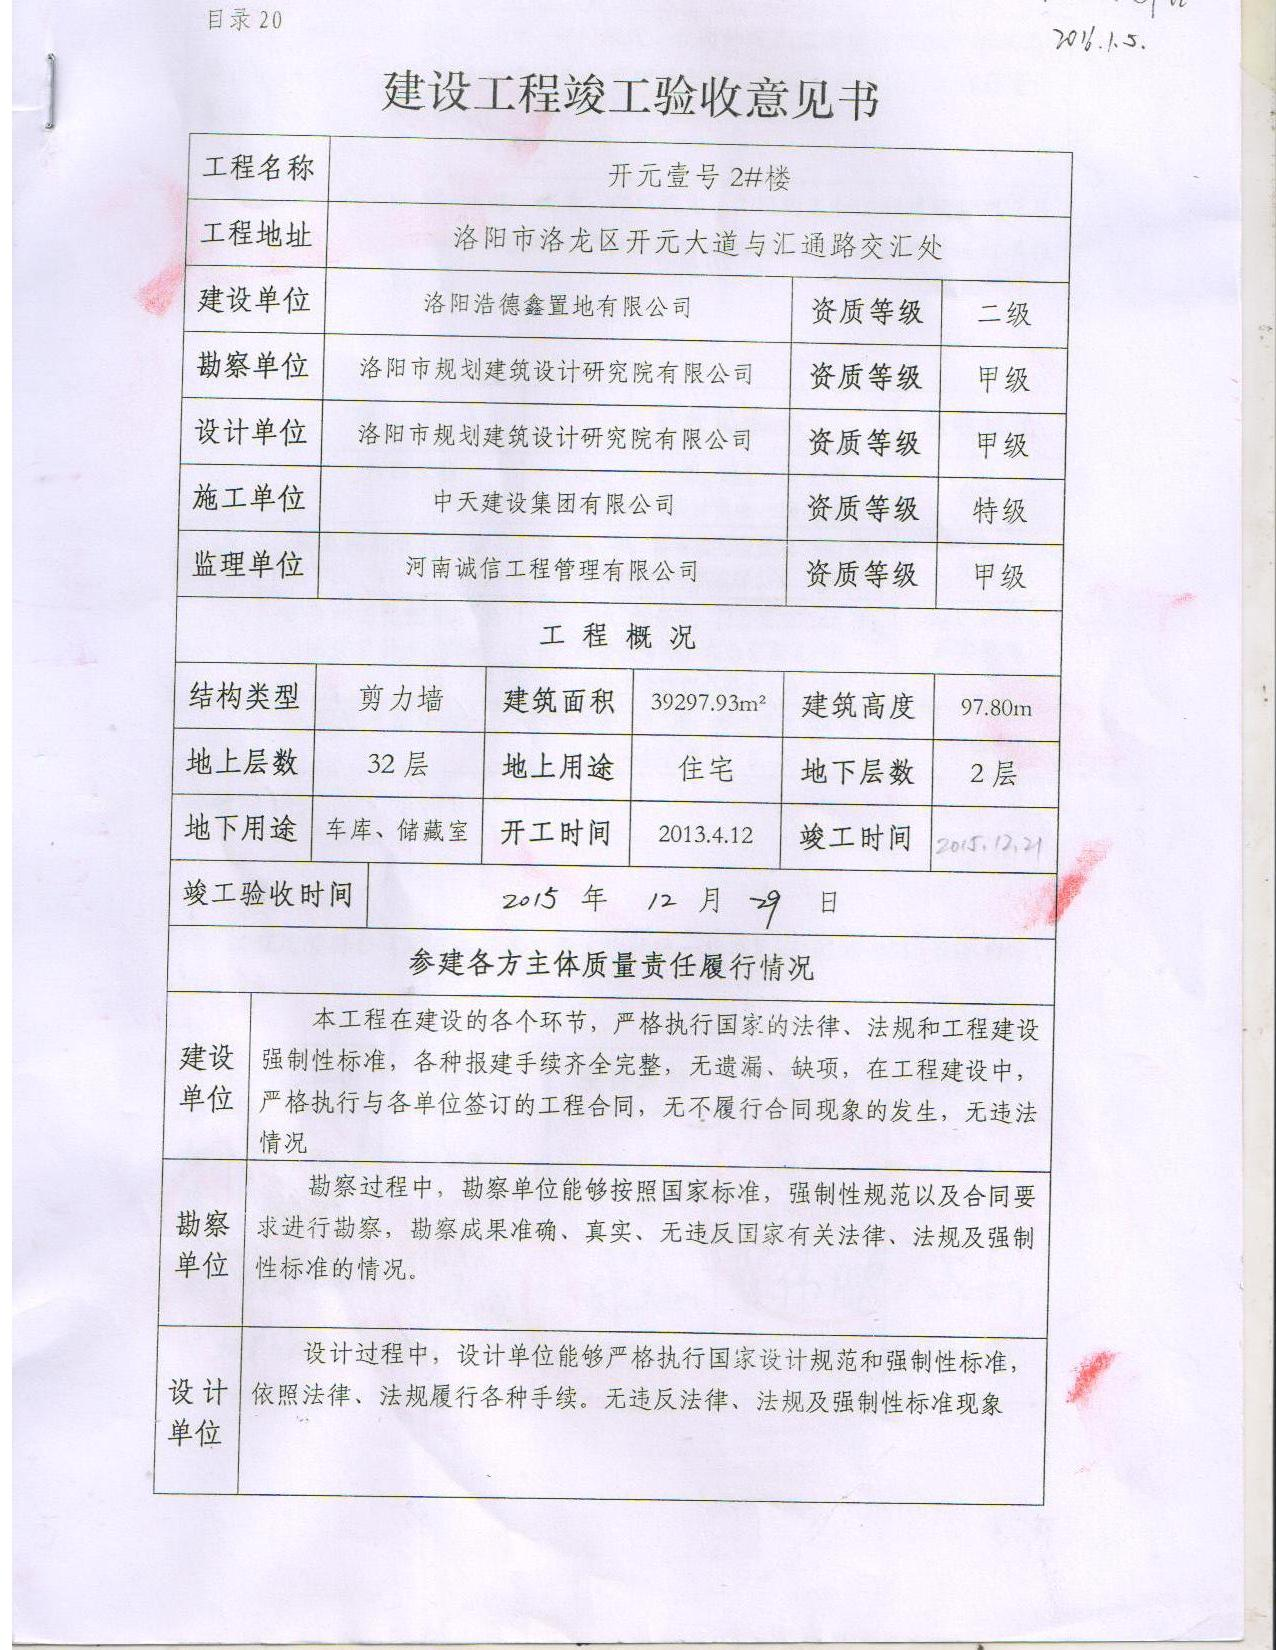 目录20
2016.1.5.
建设工程竣工验收意见书
工程名称 开元壹号2#楼
工程地址 洛阳市洛龙区开元大道与汇通路交汇处
建设单位 洛阳浩德鑫置地有限公司 资质等级 二级
勘察单位 洛阳市规划建筑设计研究院有限公司 资质等级 甲级
设计单位 洛阳市规划建筑设计研究院有限公司 资质等级 甲级
施工单位 中天建设集团有限公司 资质等级 特级
监理单位 河南诚信工程管理有限公司 资质等级 甲级
工程概况
结构类型 剪力墙 建筑面积 39297.93m² 建筑高度 97.80m
地上层数 32层 地上用途 住宅 地下层数 2层
地下用途 车库、储藏室 开工时间 2013.4.12 竣工时间 2015.12.21
竣工验收时间 2015年12月29日
参建各方主体质量责任履行情况
建设单位
本工程在建设的各个环节，严格执行国家的法律、法规和工程建设
强制性标准，各种报建手续齐全完整，无遗漏、缺项，在工程建设中，
严格执行与各单位签订的工程合同，无不履行合同现象的发生，无违法
情况
勘察单位
勘察过程中，勘察单位能够按照国家标准，强制性规范以及合同要
求进行勘察，勘察成果准确、真实、无违反国家有关法律、法规及强制
性标准的情况。
设计单位
设计过程中，设计单位能够严格执行国家设计规范和强制性标准，
依照法律、法规履行各种手续。无违反法律、法规及强制性标准现象